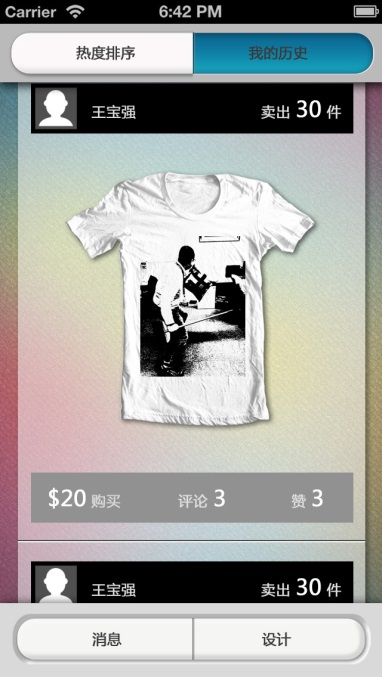 Carrier 6:42 PM
热度排序 我的历史
王宝强 卖出 30 件
$20 购买 评论 3 赞 3
王宝强 卖出 30 件
消息 设计